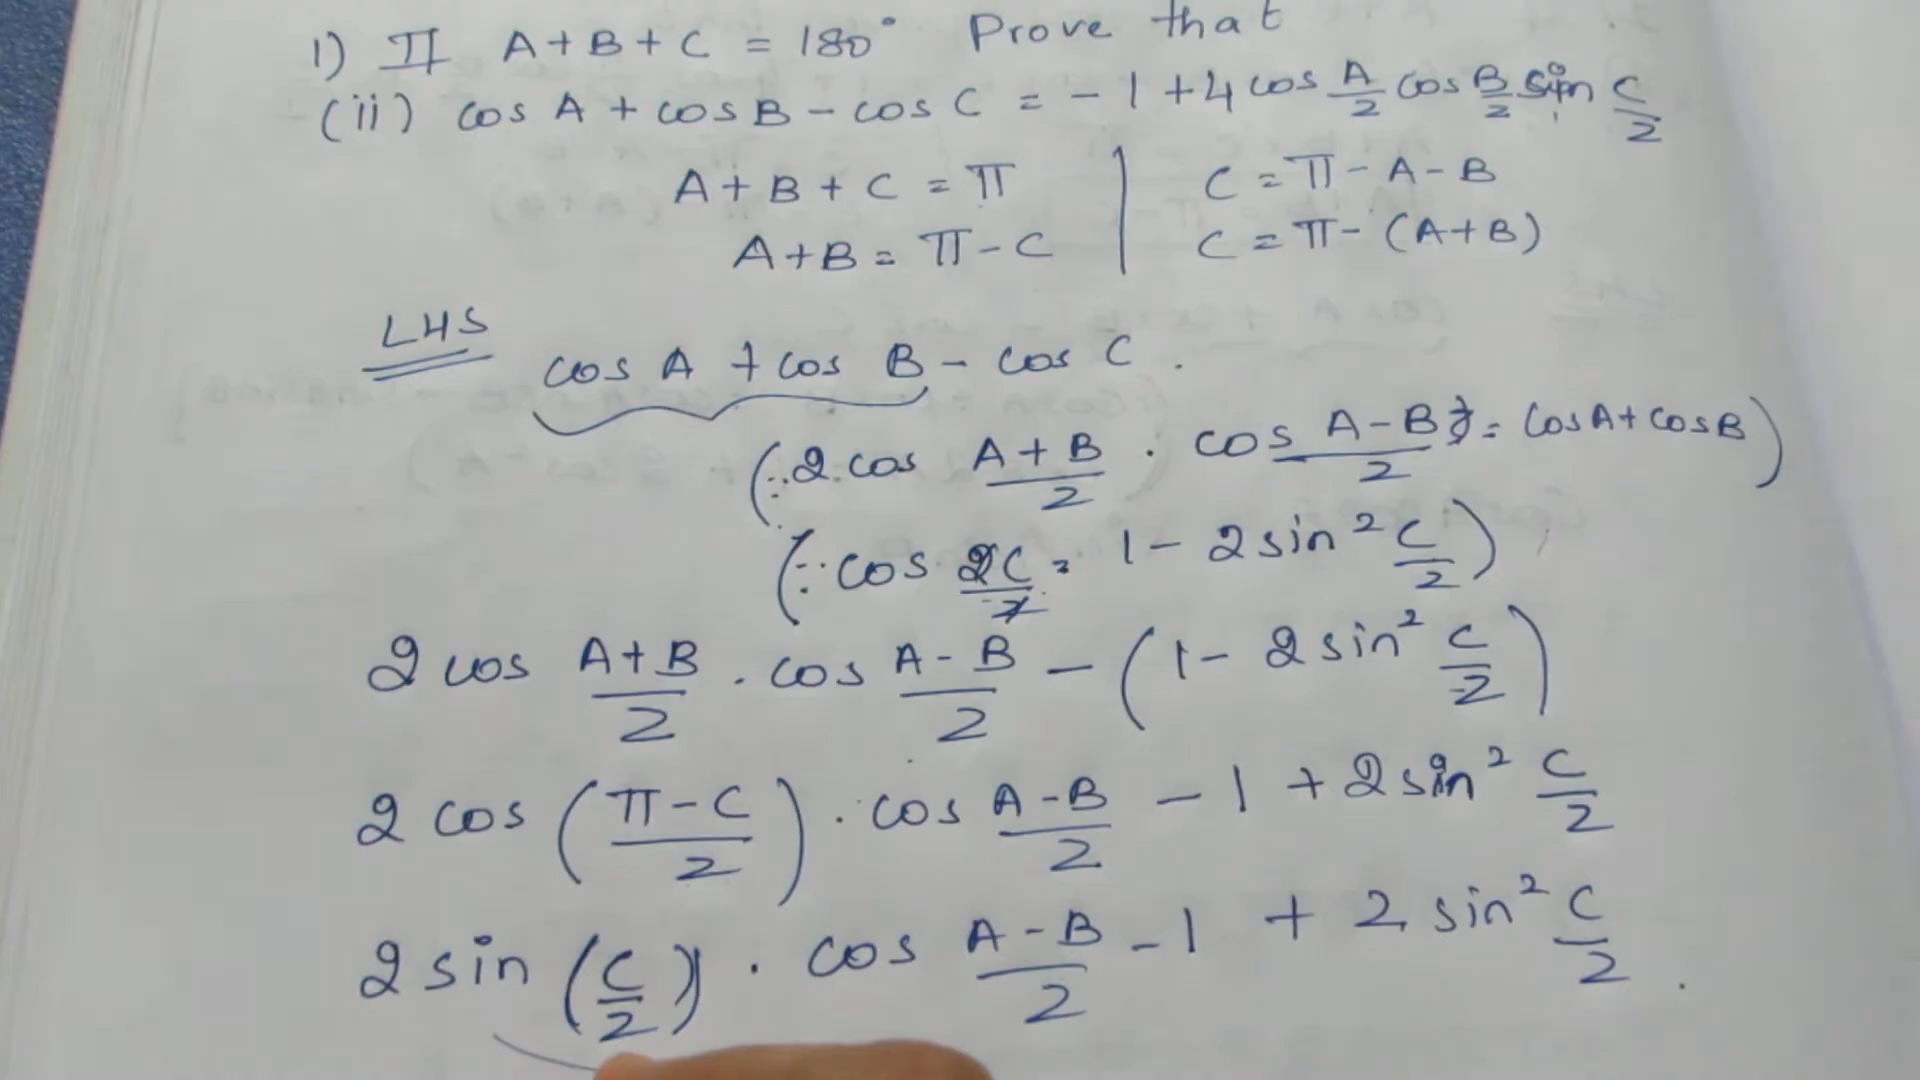 1) If A+B+C = 180° Prove that
(ii) cos A + cos B - cos C = -1 + 4 cos A/2 cos B/2 sin C/2
A+B+C = π | C = π - A - B
A+B = π - C | C = π - (A+B)
LHS
cos A + cos B - cos C .
(∵ 2 cos A+B/2 . cos A-B/2 = cos A + cos B)
(∵ cos 2C/2 = 1 - 2 sin² C/2)
2 cos A+B/2 . cos A-B/2 - (1 - 2 sin² C/2)
2 cos (π-C/2) . cos A-B/2 - 1 + 2 sin² C/2
2 sin (C/2) . cos A-B/2 - 1 + 2 sin² C/2 .